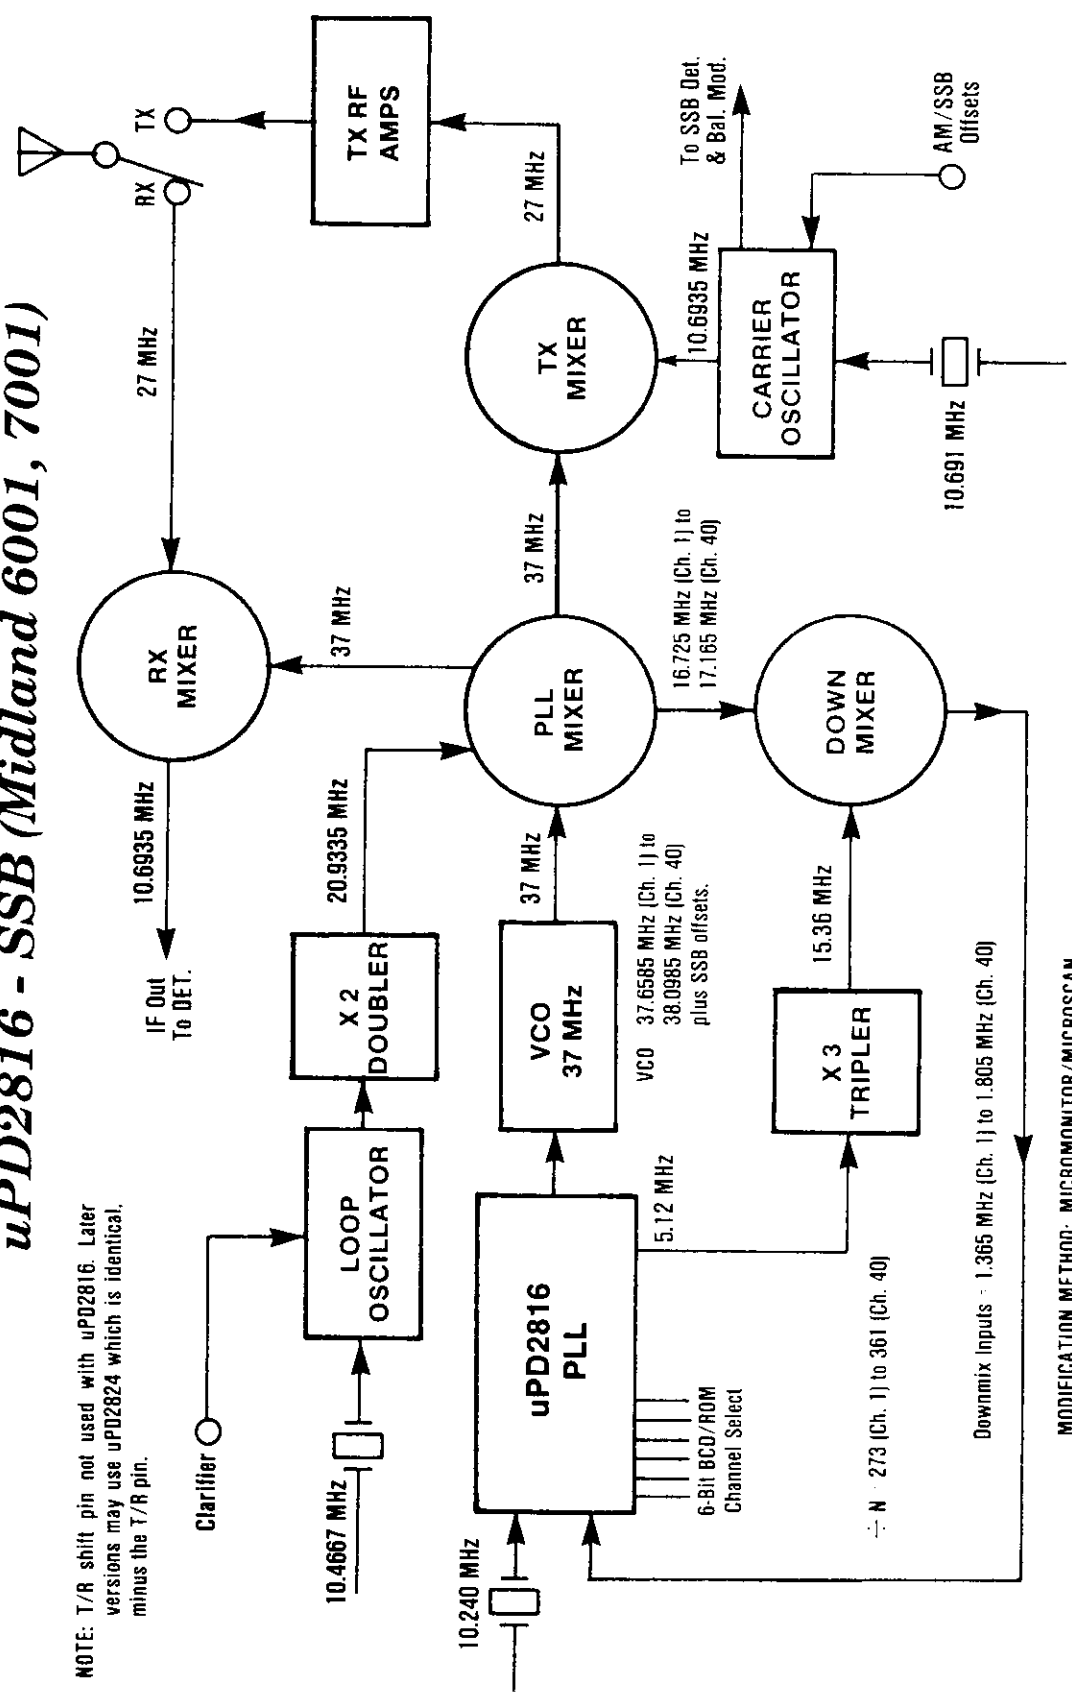 uPD2816 - SSB (Midland 6001, 7001)
NOTE: T/R shift pin not used with uPD2816. Later
versions may use uPD2824 which is identical,
minus the T/R pin.
Clarifier
10.4667 MHz
LOOP
OSCILLATOR
X 2
DOUBLER
20.9335 MHz
IF Out
To DET.
10.6935 MHz
RX
MIXER
27 MHz
RX
TX
TX RF
AMPS
37 MHz
10.240 MHz
uPD2816
PLL
6-Bit BCD/ROM
Channel Select
VCO
37 MHz
37 MHz
VCO 37.6585 MHz (Ch. 1) to
38.0985 MHz (Ch. 40)
plus SSB offsets.
PLL
MIXER
37 MHz
TX
MIXER
27 MHz
16.725 MHz (Ch. 1) to
17.165 MHz (Ch. 40)
10.6935 MHz
To SSB Det.
& Bal. Mod.
CARRIER
OSCILLATOR
AM/SSB
Offsets
10.691 MHz
5.12 MHz
X 3
TRIPLER
15.36 MHz
DOWN
MIXER
÷ N - 273 (Ch. 1) to 361 (Ch. 40)
Downmix Inputs - 1.365 MHz (Ch. 1) to 1.805 MHz (Ch. 40)
MODIFICATION METHOD: MICROMONITOR/MICROSCAN